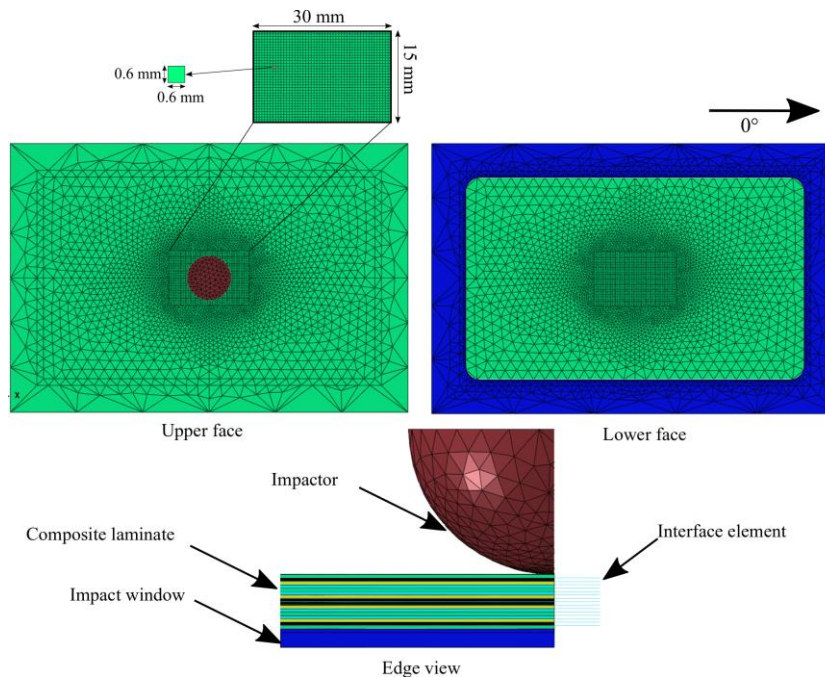 30 mm
15 mm
0.6 mm
0.6 mm
0°
x
Upper face
Lower face
Impactor
Interface element
Composite laminate
Impact window
Edge view